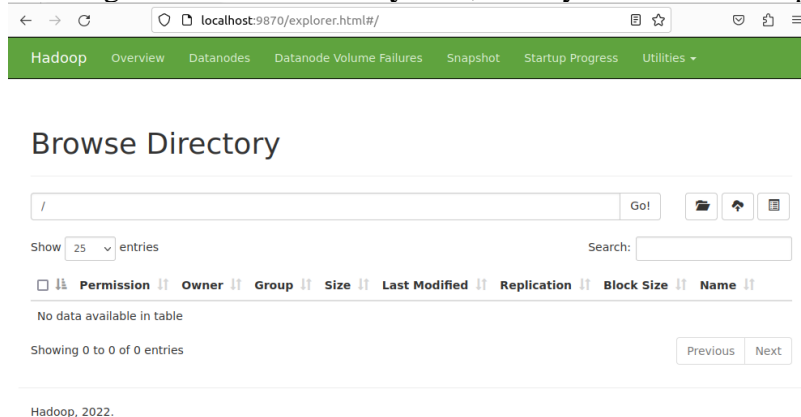 localhost:9870/explorer.html#/
Hadoop Overview Datanodes Datanode Volume Failures Snapshot Startup Progress Utilities
Browse Directory
/ Go!
Show 25 entries Search:
Permission Owner Group Size Last Modified Replication Block Size Name
No data available in table
Showing 0 to 0 of 0 entries Previous Next
Hadoop, 2022.